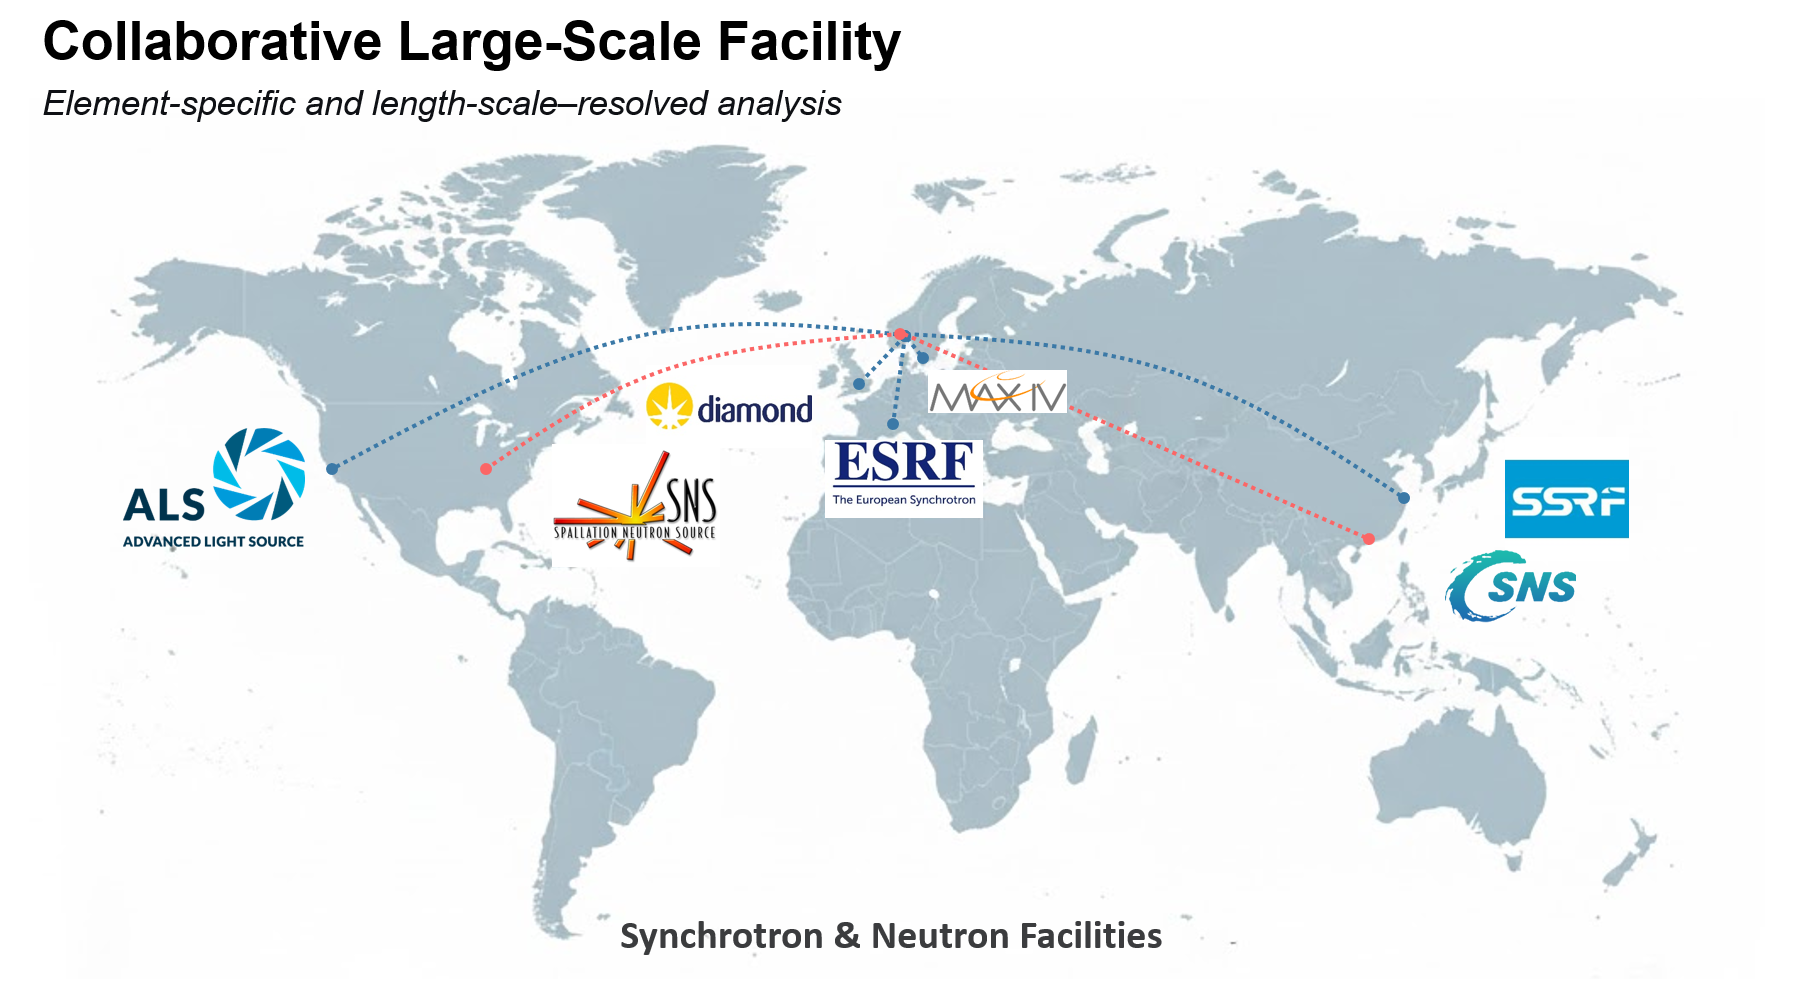 Collaborative Large-Scale Facility
Element-specific and length-scale–resolved analysis
diamond
MAX IV
ALS
ADVANCED LIGHT SOURCE
SNS
SPALLATION NEUTRON SOURCE
ESRF
The European Synchrotron
SSRF
CSNS
Synchrotron & Neutron Facilities